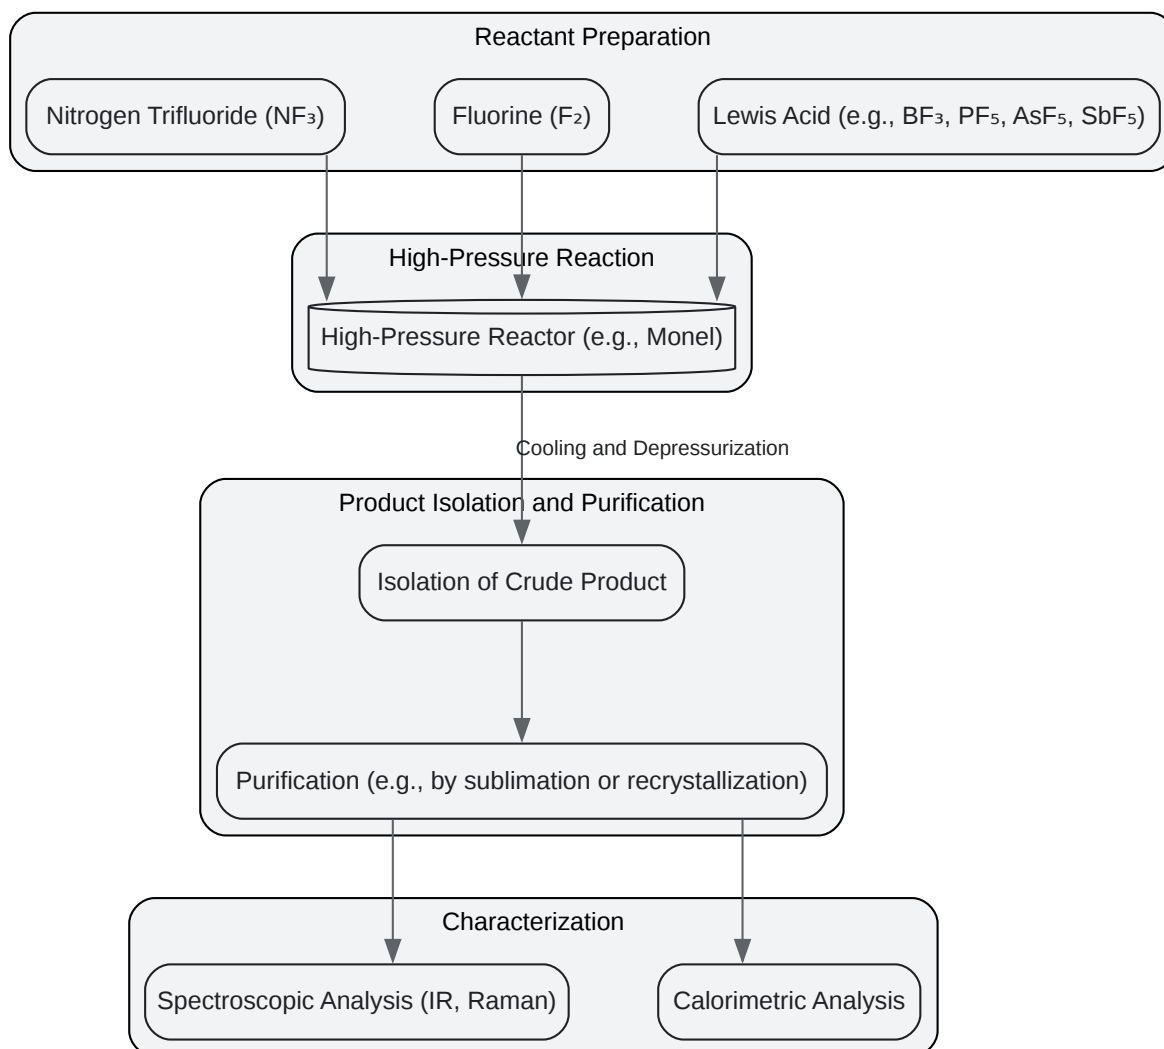 Reactant Preparation
Nitrogen Trifluoride (NF₃)
Fluorine (F₂)
Lewis Acid (e.g., BF₃, PF₅, AsF₅, SbF₅)
High-Pressure Reaction
High-Pressure Reactor (e.g., Monel)
Cooling and Depressurization
Product Isolation and Purification
Isolation of Crude Product
Purification (e.g., by sublimation or recrystallization)
Characterization
Spectroscopic Analysis (IR, Raman)
Calorimetric Analysis